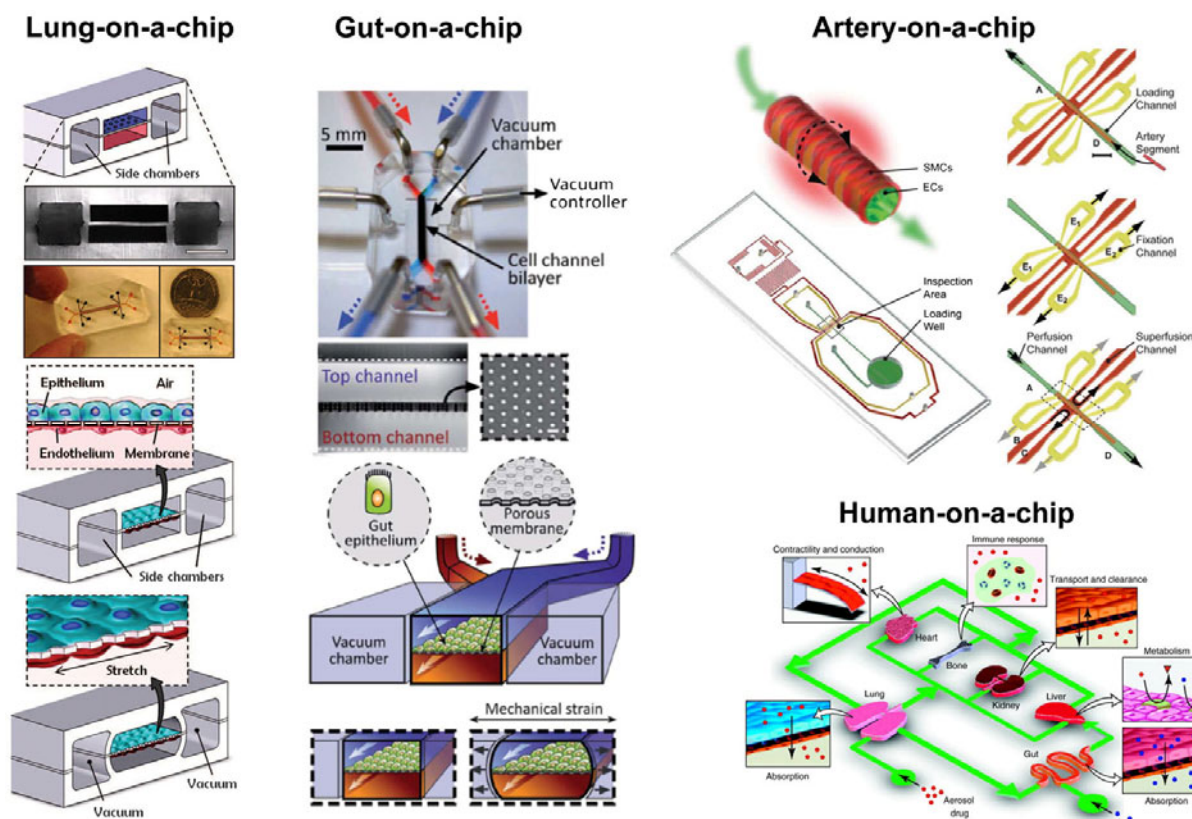 Lung-on-a-chip
Side chambers
Epithelium
Air
Endothelium
Membrane
Side chambers
Stretch
Vacuum
Vacuum
Gut-on-a-chip
5 mm
Vacuum
chamber
Vacuum
controller
Cell channel
bilayer
Top channel
Bottom channel
Gut
epithelium
Porous
membrane
Vacuum
chamber
Vacuum
chamber
Mechanical strain
Artery-on-a-chip
SMCs
ECs
Inspection
Area
Loading
Well
A
Loading
Channel
D
Artery
Segment
E1
Fixation
Channel
E2
E1
E2
Perfusion
Channel
Superfusion
Channel
A
B
C
D
Human-on-a-chip
Contractility and conduction
Immune response
Transport and clearance
Heart
Bone
Metabolism
Lung
Kidney
Liver
Gut
Absorption
Aerosol
drug
Absorption